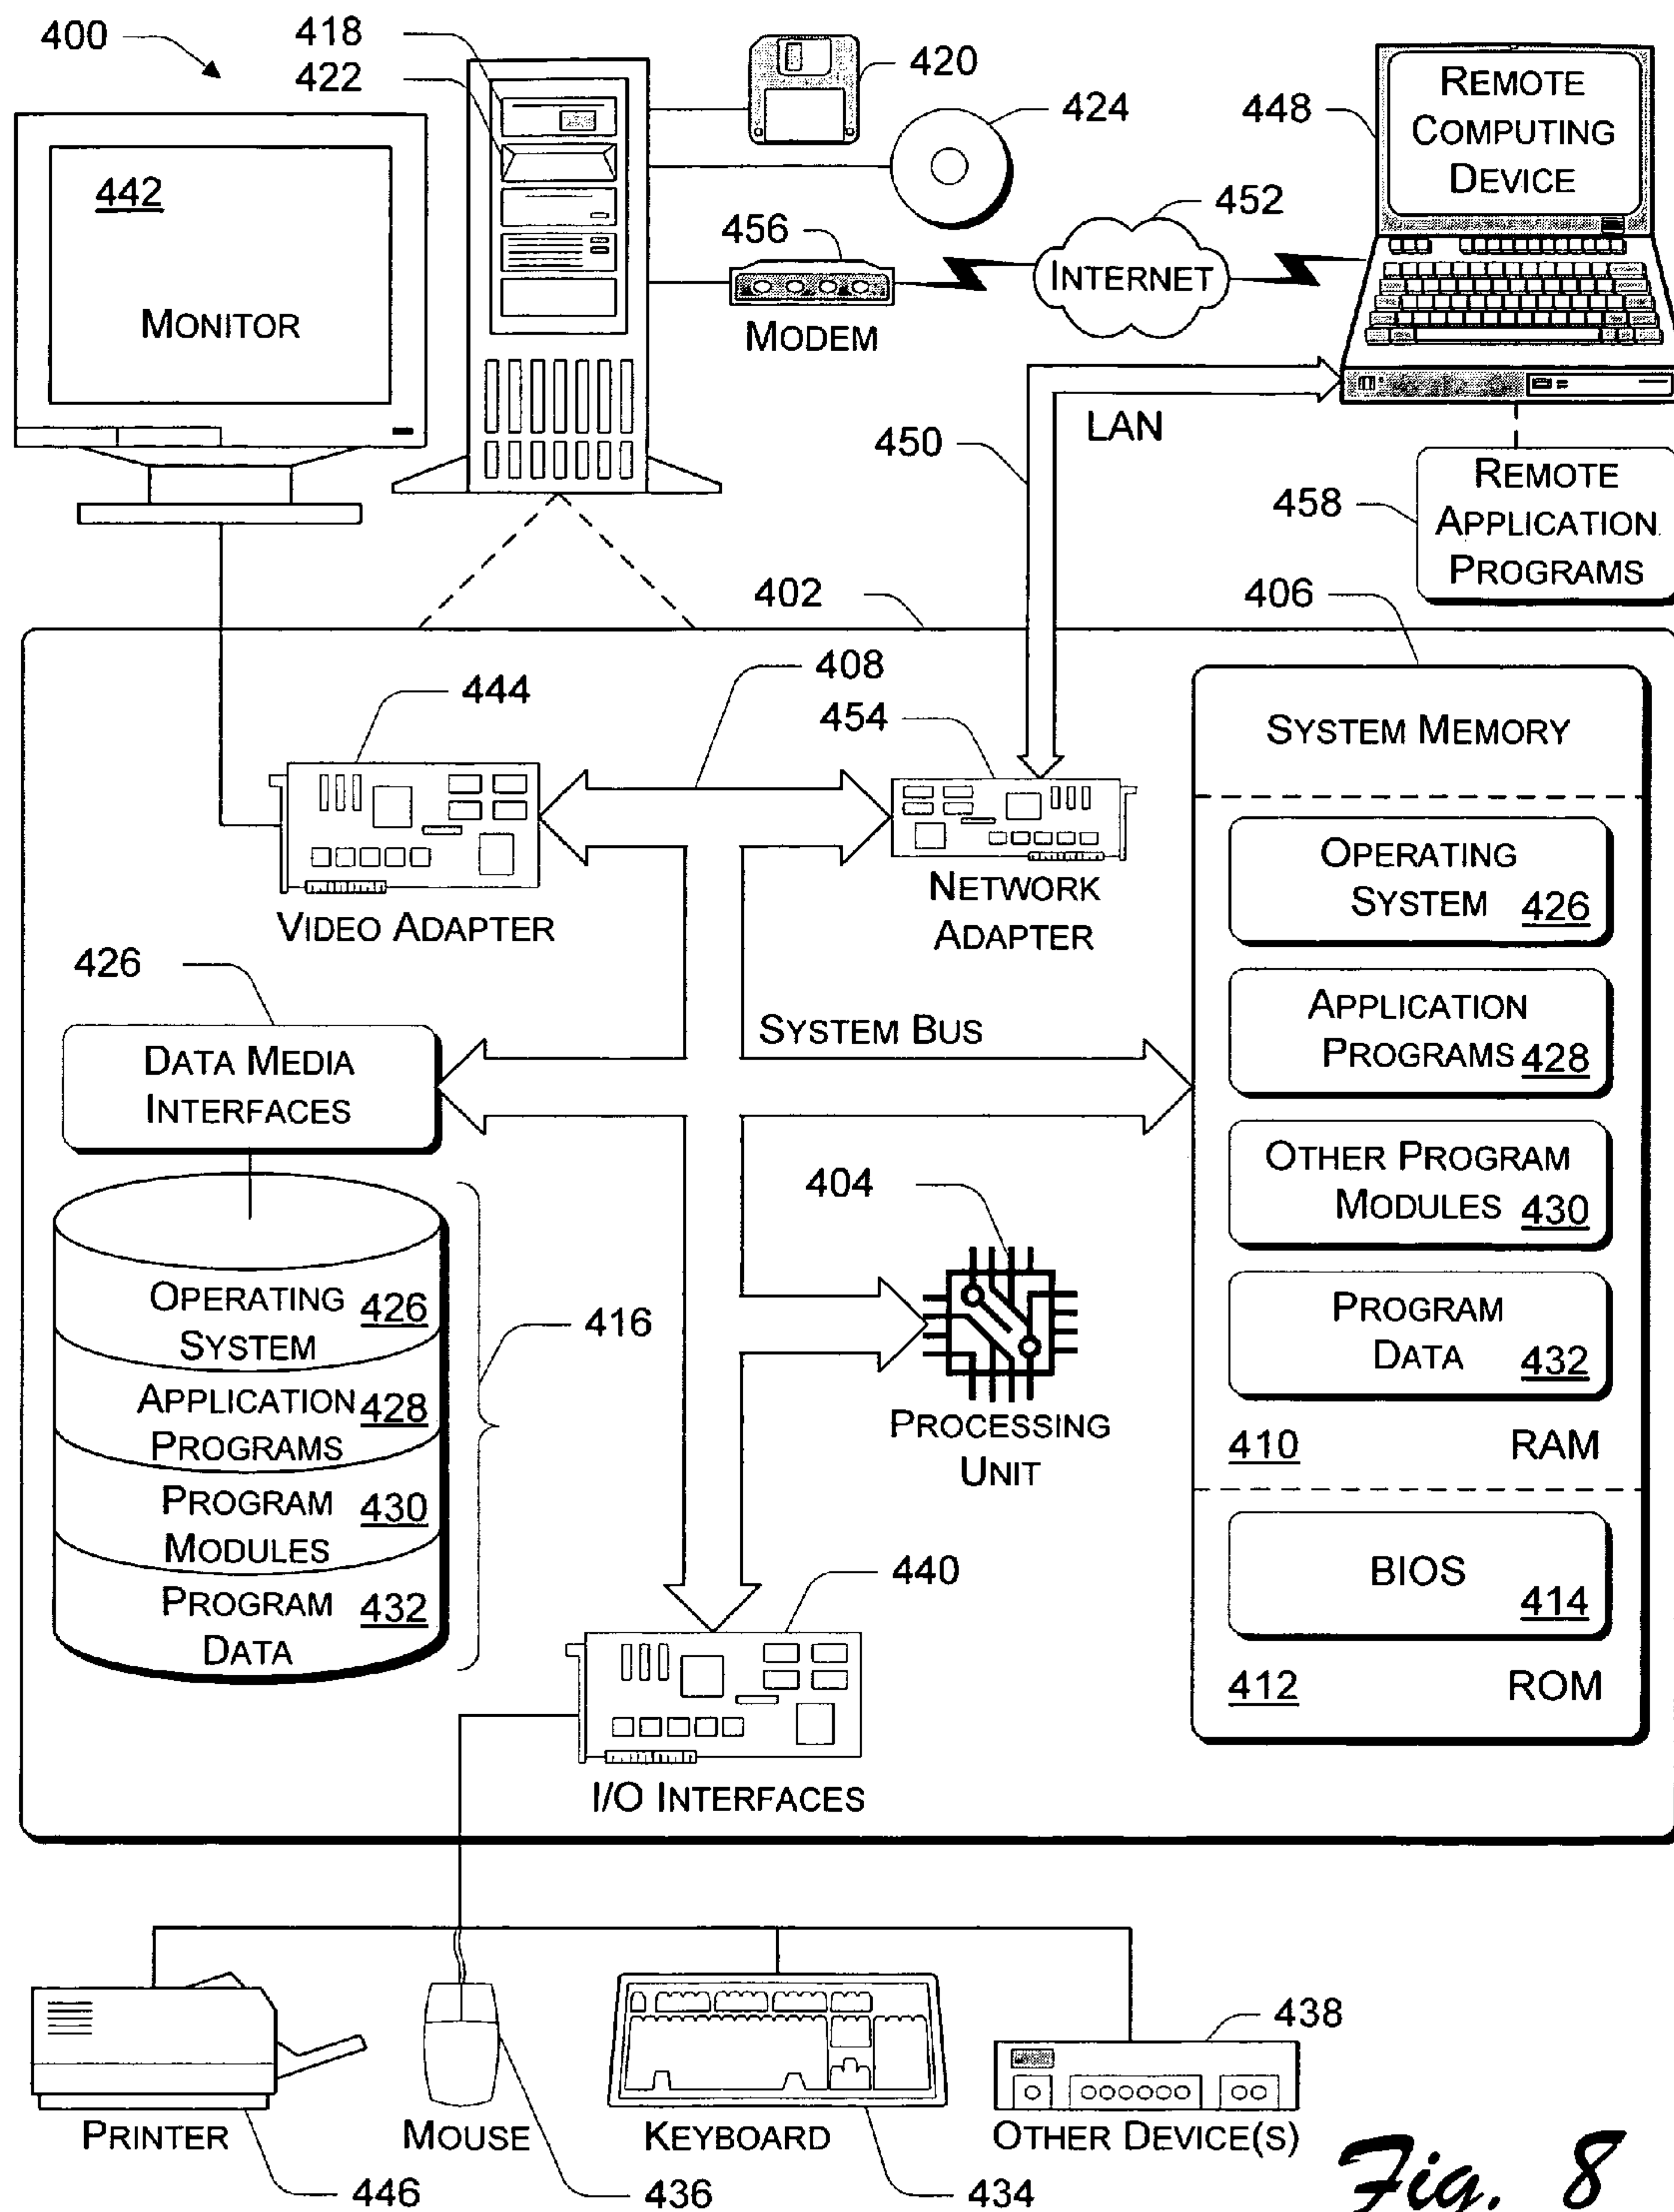 400
418
422
420
424
448
REMOTE
COMPUTING
DEVICE
442
MONITOR
456
MODEM
452
INTERNET
450
LAN
458
REMOTE
APPLICATION
PROGRAMS
402
406
408
444
454
VIDEO ADAPTER
NETWORK
ADAPTER
SYSTEM MEMORY
OPERATING
SYSTEM 426
APPLICATION
PROGRAMS 428
OTHER PROGRAM
MODULES 430
PROGRAM
DATA 432
410 RAM
BIOS
414
412 ROM
426
DATA MEDIA
INTERFACES
SYSTEM BUS
OPERATING 426
SYSTEM
APPLICATION 428
PROGRAMS
PROGRAM 430
MODULES
PROGRAM 432
DATA
416
404
PROCESSING
UNIT
440
I/O INTERFACES
PRINTER
446
MOUSE
436
KEYBOARD
434
438
OTHER DEVICE(S)
Fig. 8